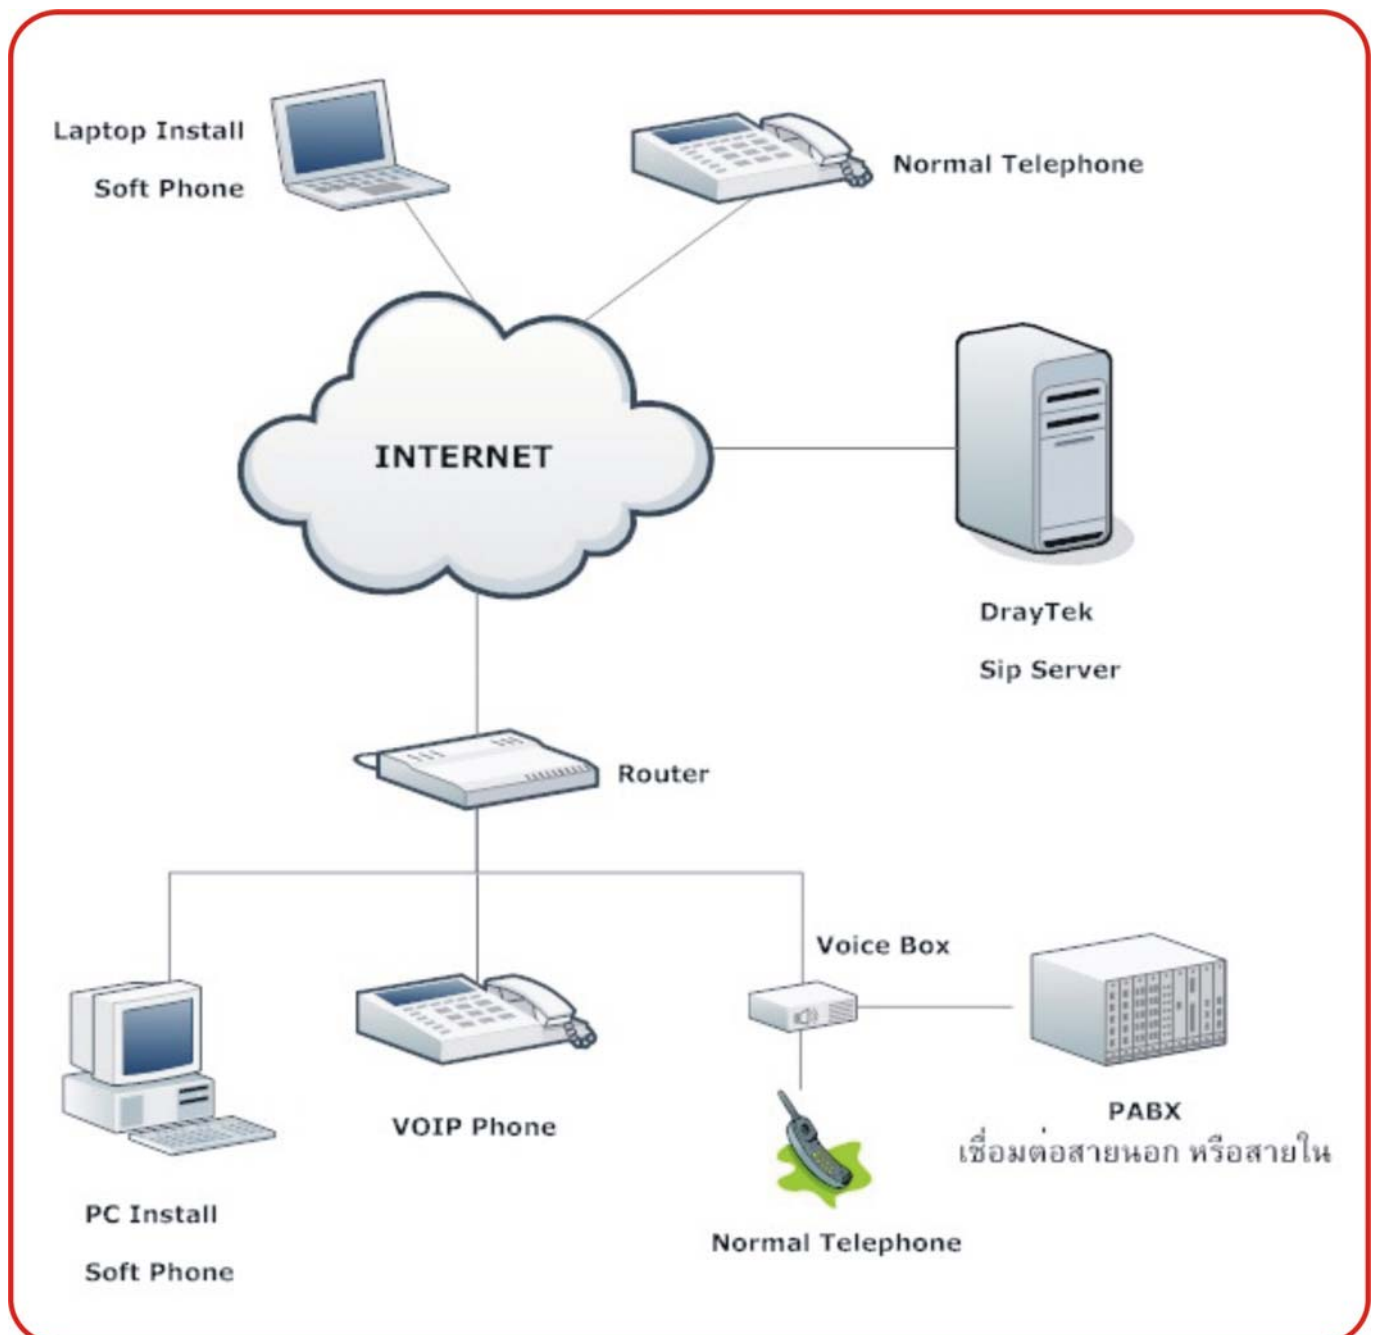 Laptop Install
Soft Phone
Normal Telephone
INTERNET
DrayTek
Sip Server
Router
Voice Box
VOIP Phone
PABX
เชื่อมต่อสายนอก หรือสายใน
PC Install
Soft Phone
Normal Telephone